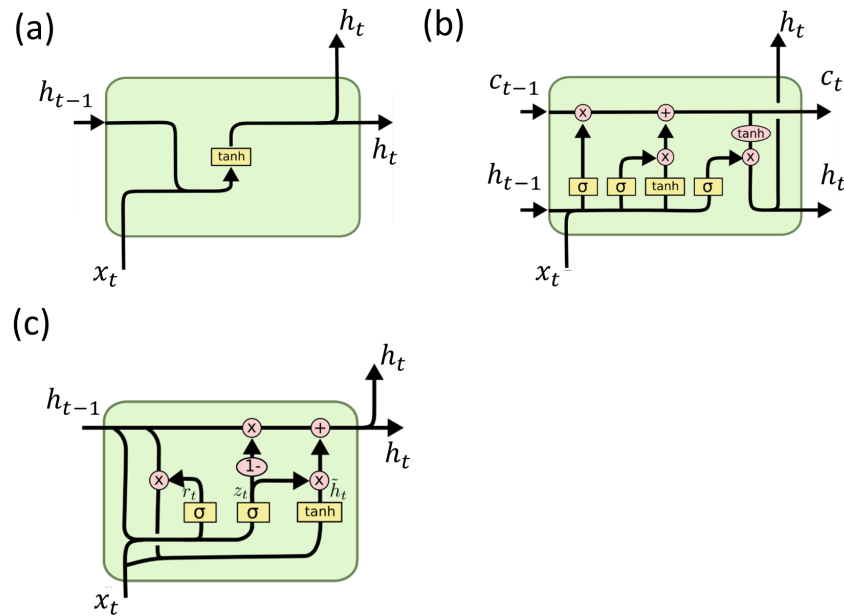 (a)
h_t
h_{t-1}
tanh
h_t
x_t
(b)
h_t
c_{t-1}
c_t
x
+
tanh
x
x
h_{t-1}
σ
σ
tanh
σ
h_t
x_t
(c)
h_t
h_{t-1}
x
+
h_t
1-
x
r_t
z_t
x
h̃_t
σ
σ
tanh
x_t